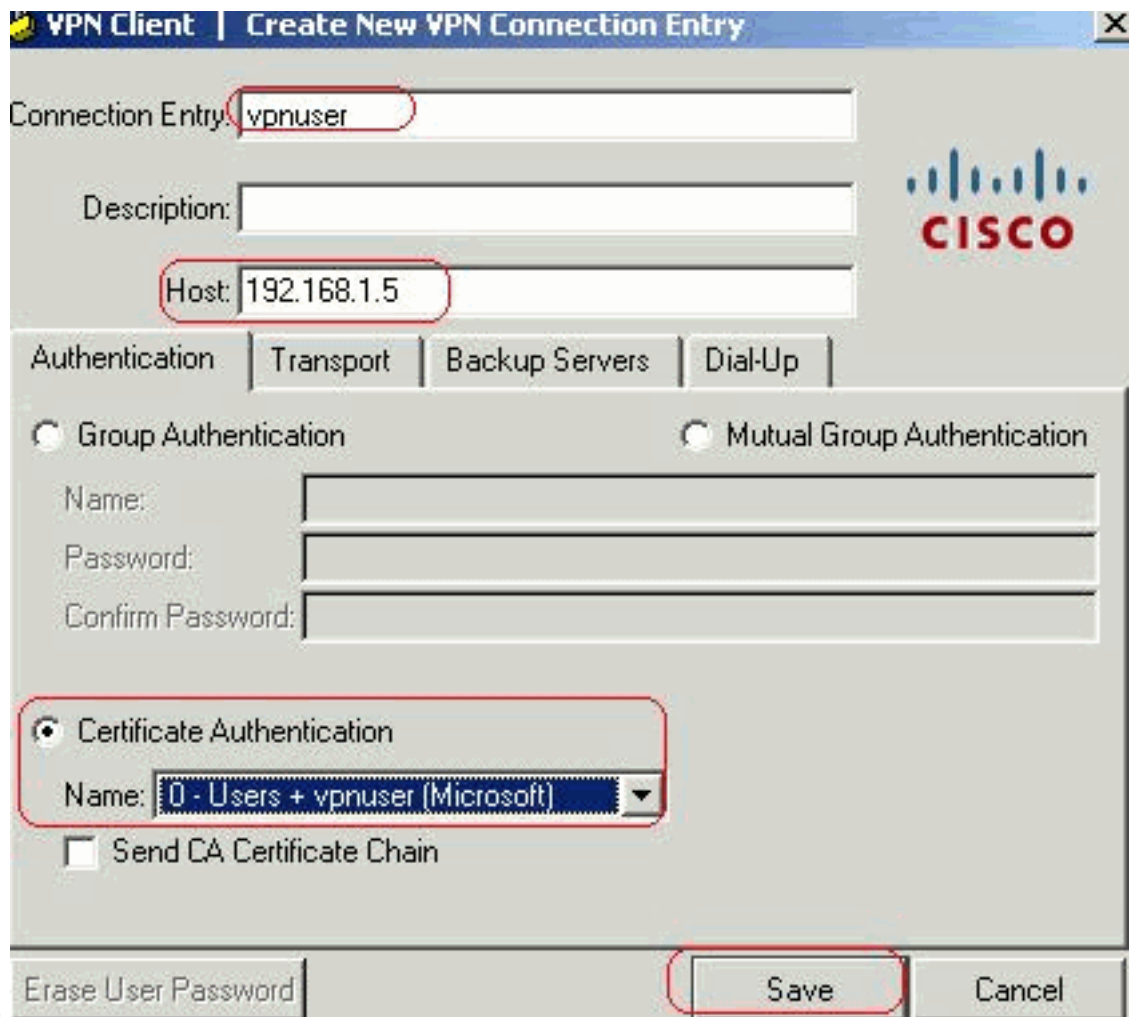 VPN Client | Create New VPN Connection Entry
Connection Entry: vpnuser
Description:
CISCO
Host: 192.168.1.5
Authentication Transport Backup Servers Dial-Up
Group Authentication Mutual Group Authentication
Name:
Password:
Confirm Password:
Certificate Authentication
Name: 0 - Users + vpnuser (Microsoft)
Send CA Certificate Chain
Erase User Password Save Cancel